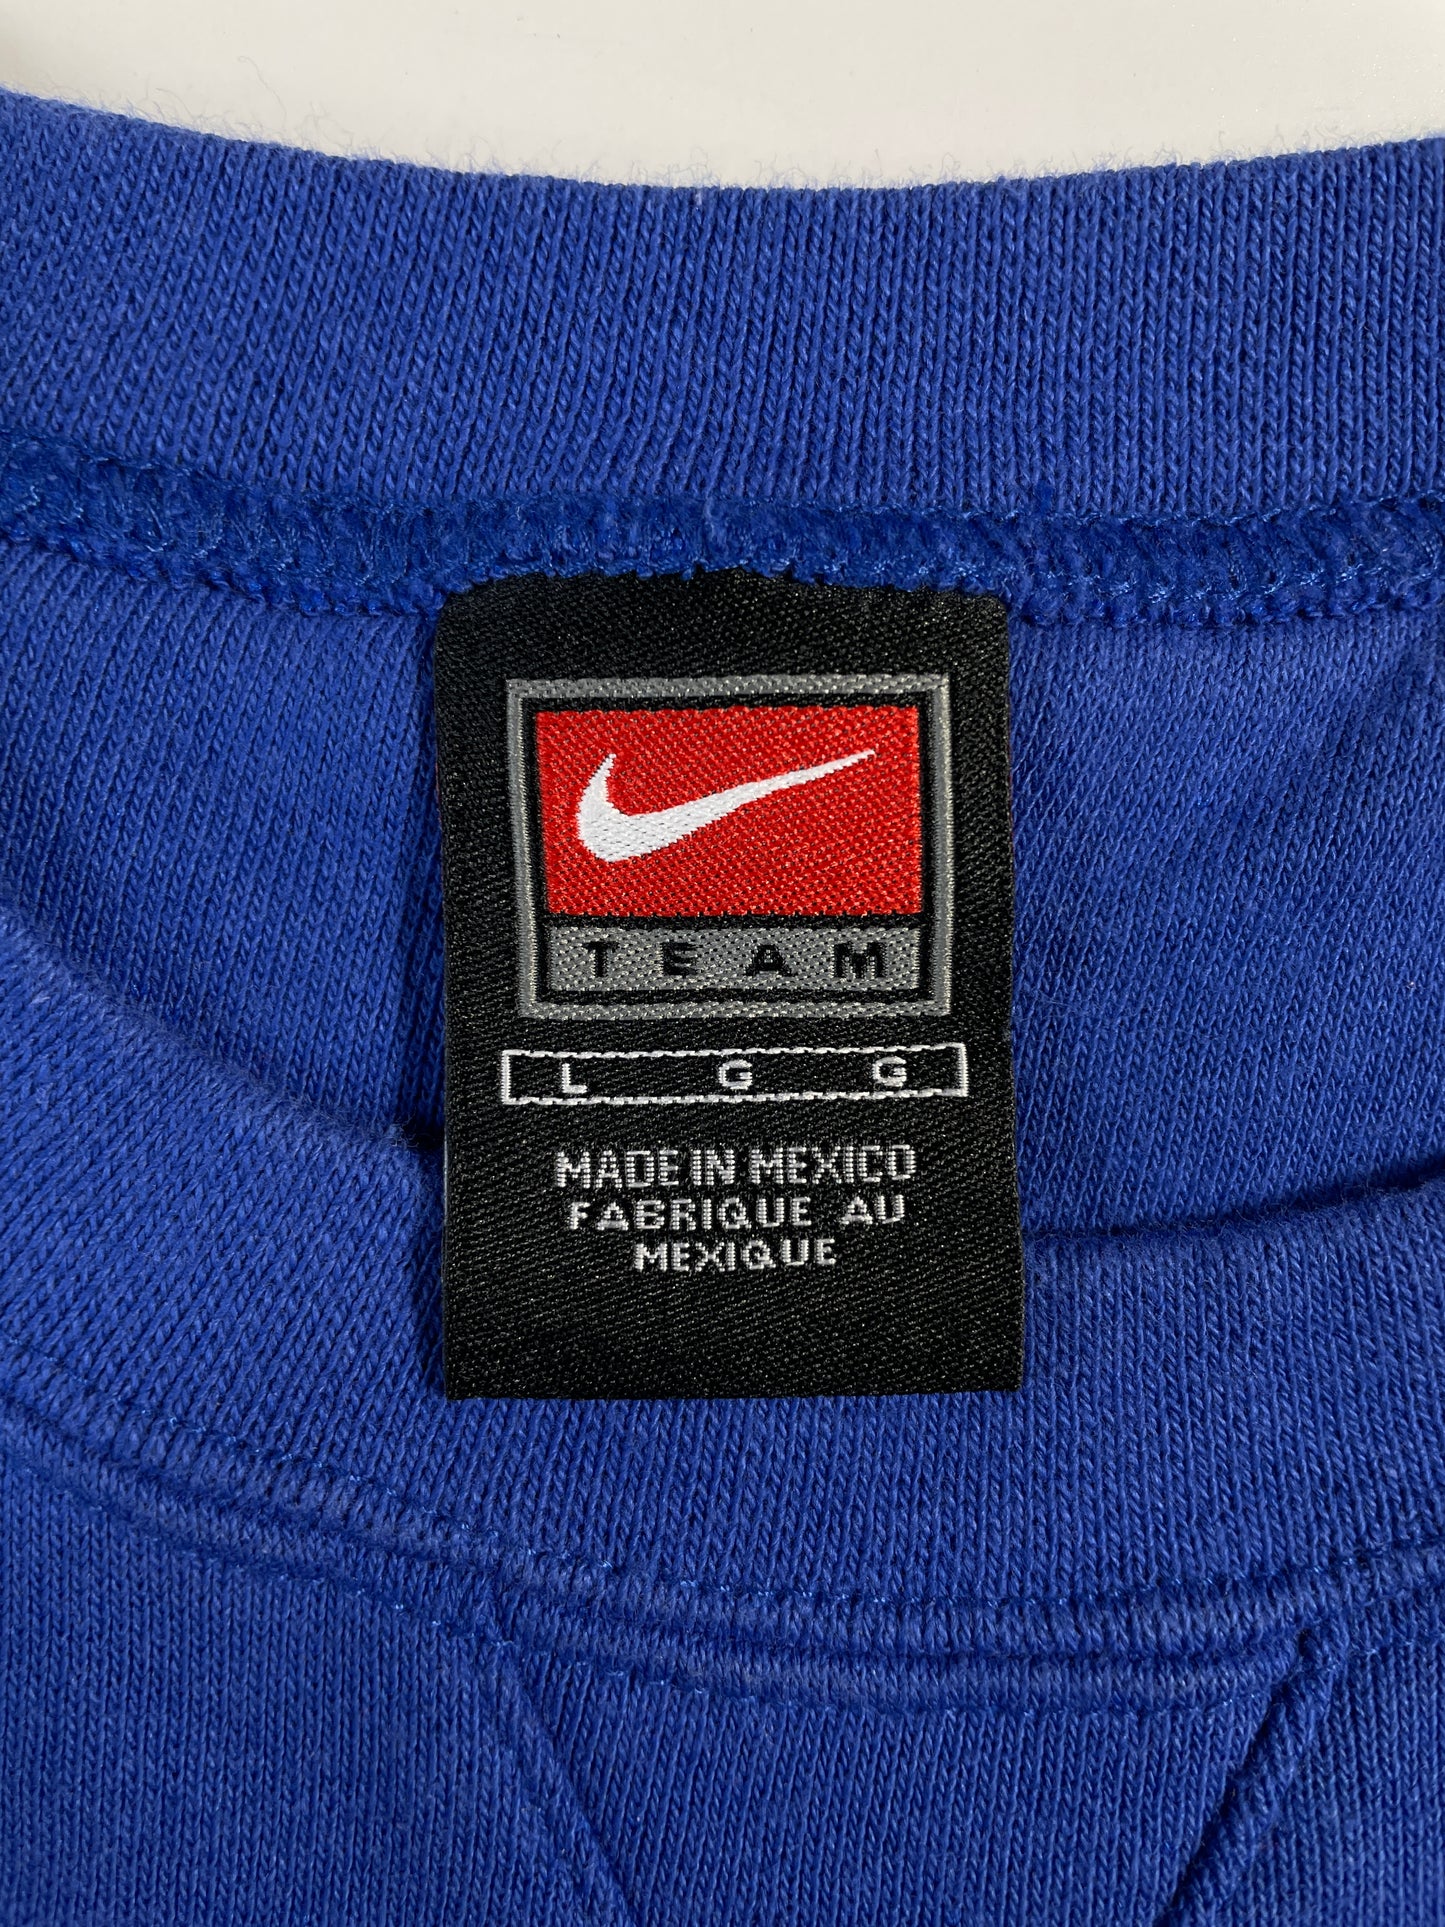 TEAM
L G G
MADE IN MEXICO
FABRIQUE AU
MEXIQUE